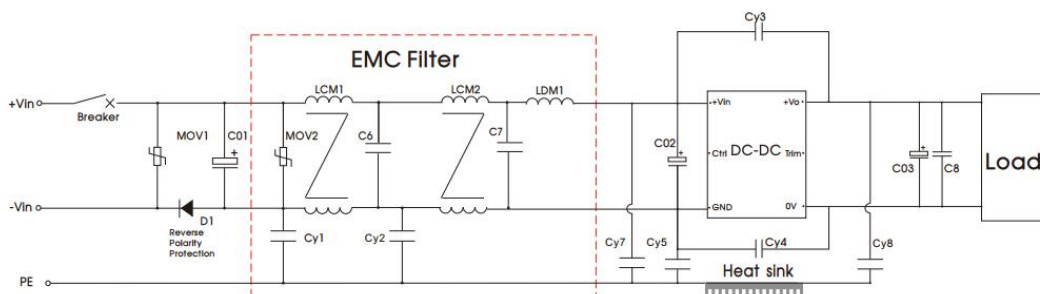 Cy3
EMC Filter
LCM1
LCM2
LDM1
+Vin
Breaker
+Vin
+Vo
MOV1
C01
+
MOV2
C6
C7
C02
+
Ctrl
DC-DC
Trim
C03
+
C8
Load
-Vin
D1
GND
0V
Reverse
Polarity
Protection
Cy1
Cy2
Cy7
Cy5
Cy4
Cy8
PE
Heat sink